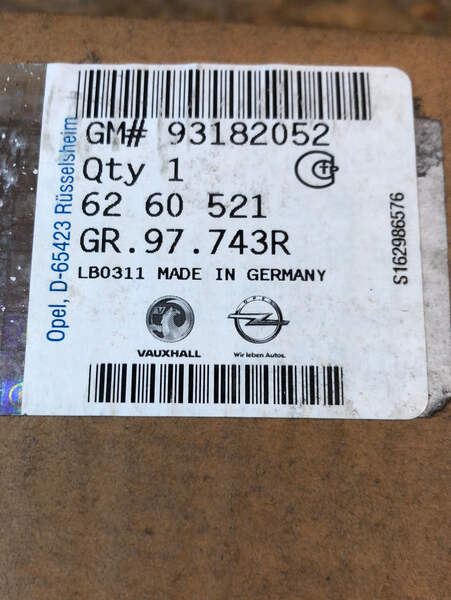 GM# 93182052
Qty 1
62 60 521
GR.97.743R
LB0311 MADE IN GERMANY
VAUXHALL
OPEL
Wir leben Autos.
Opel, D-65423 Rüsselsheim
S162986576